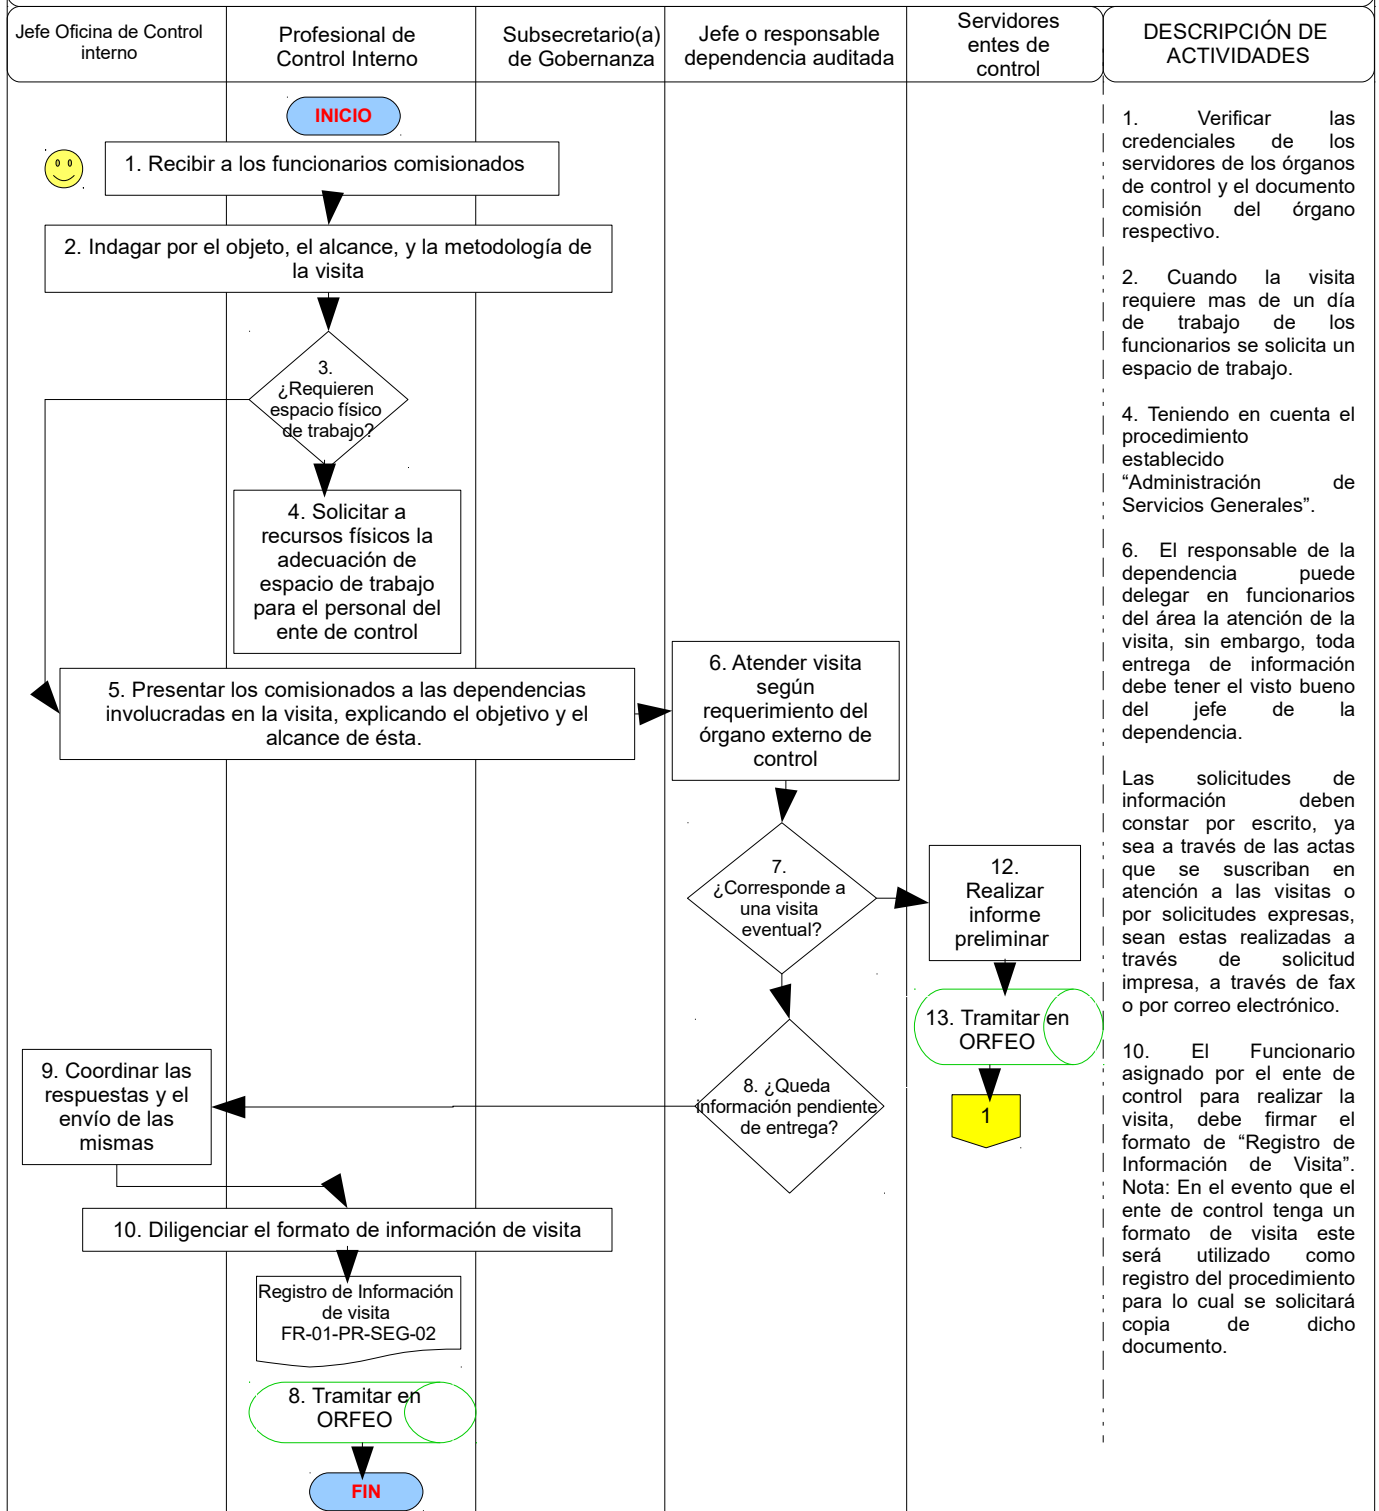 Jefe Oficina de Control
interno
Profesional de
Control Interno
Subsecretario(a)
de Gobernanza
Jefe o responsable
dependencia auditada
Servidores
entes de
control
DESCRIPCIÓN DE
ACTIVIDADES
INICIO
1. Recibir a los funcionarios comisionados
2. Indagar por el objeto, el alcance, y la metodología de
la visita
3.
¿Requieren
espacio físico
de trabajo?
4. Solicitar a
recursos físicos la
adecuación de
espacio de trabajo
para el personal del
ente de control
5. Presentar los comisionados a las dependencias
involucradas en la visita, explicando el objetivo y el
alcance de ésta.
6. Atender visita
según
requerimiento del
órgano externo de
control
7.
¿Corresponde a
una visita
eventual?
12.
Realizar
informe
preliminar
13. Tramitar en
ORFEO
1
8. ¿Queda
información pendiente
de entrega?
9. Coordinar las
respuestas y el
envío de las
mismas
10. Diligenciar el formato de información de visita
Registro de Información
de visita
FR-01-PR-SEG-02
8. Tramitar en
ORFEO
FIN
1. Verificar las
credenciales de los
servidores de los órganos
de control y el documento
comisión del órgano
respectivo.
2. Cuando la visita
requiere mas de un día
de trabajo de los
funcionarios se solicita un
espacio de trabajo.
4. Teniendo en cuenta el
procedimiento
establecido
“Administración de
Servicios Generales”.
6. El responsable de la
dependencia puede
delegar en funcionarios
del área la atención de la
visita, sin embargo, toda
entrega de información
debe tener el visto bueno
del jefe de la
dependencia.
Las solicitudes de
información deben
constar por escrito, ya
sea a través de las actas
que se suscriban en
atención a las visitas o
por solicitudes expresas,
sean estas realizadas a
través de solicitud
impresa, a través de fax
o por correo electrónico.
10. El Funcionario
asignado por el ente de
control para realizar la
visita, debe firmar el
formato de “Registro de
Información de Visita”.
Nota: En el evento que el
ente de control tenga un
formato de visita este
será utilizado como
registro del procedimiento
para lo cual se solicitará
copia de dicho
documento.